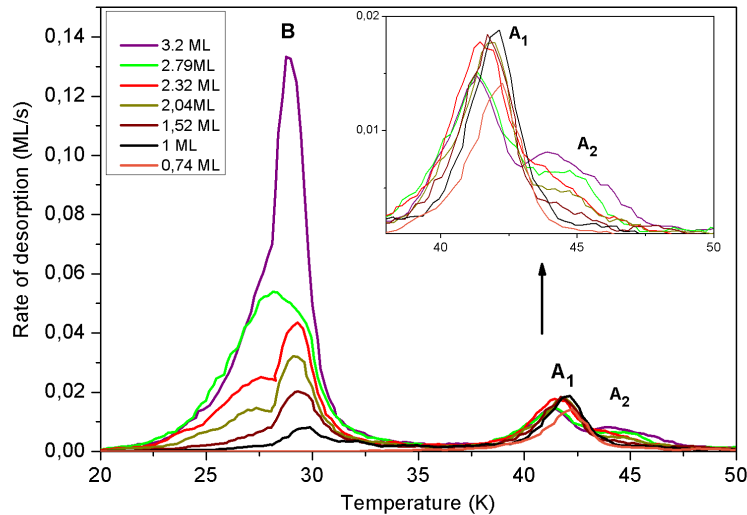 0,14
0,12
0,10
0,08
0,06
0,04
0,02
0,00
Rate of desorption (ML/s)
3.2 ML
2.79ML
2.32 ML
2,04ML
1,52 ML
1 ML
0,74 ML
B
0,02
0,01
A1
A2
40
45
50
A1
A2
20
25
30
35
40
45
50
Temperature (K)